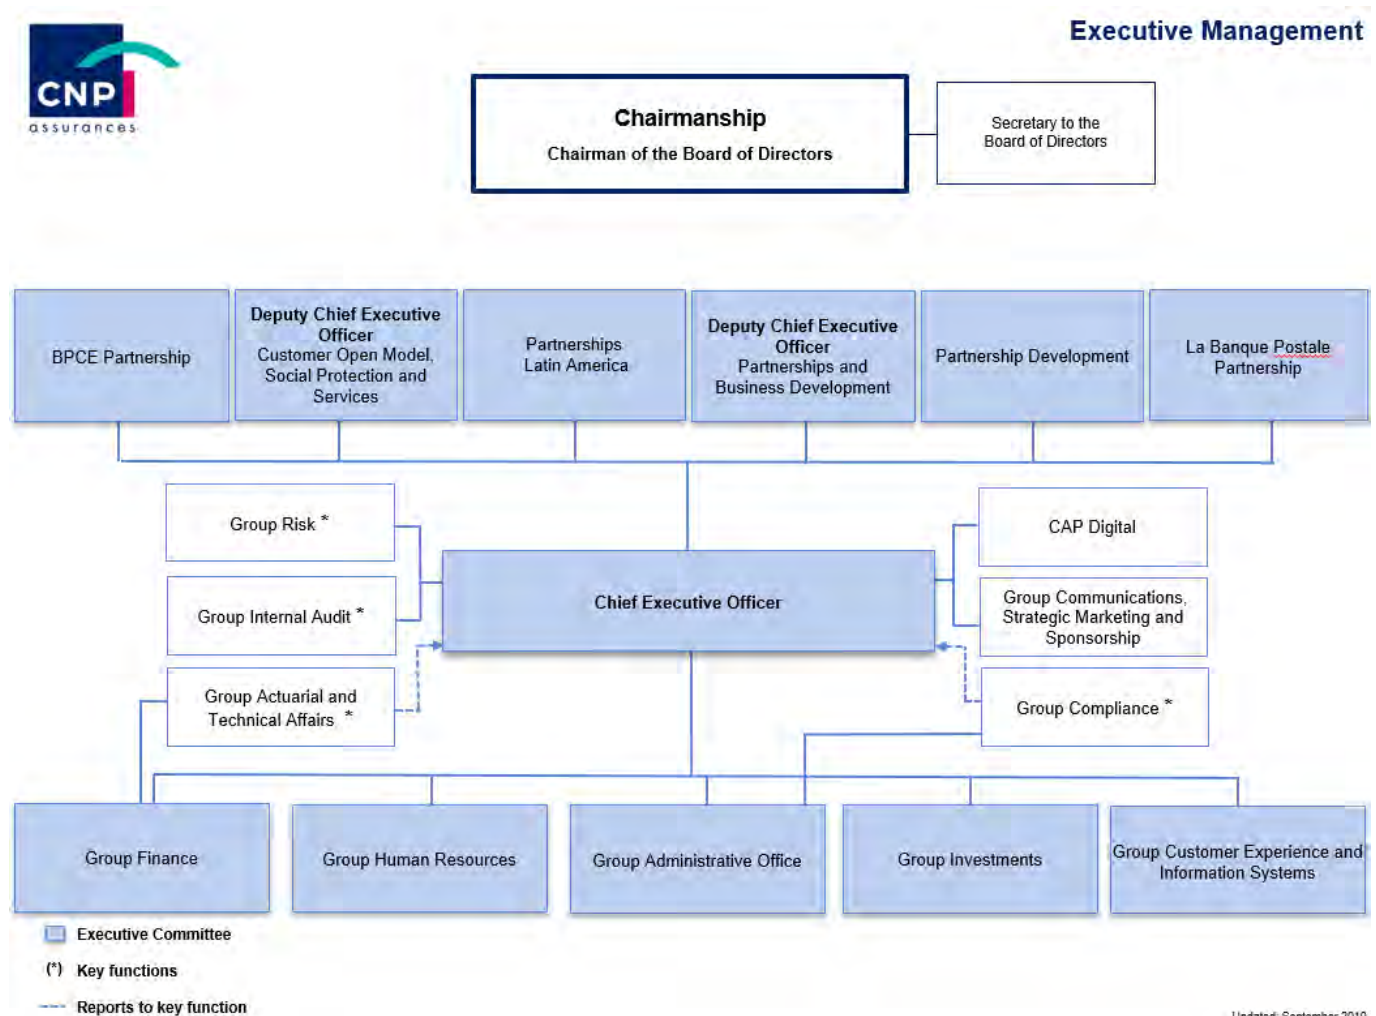 Executive Management
CNP
assurances
Chairmanship
Chairman of the Board of Directors
Secretary to the
Board of Directors
BPCE Partnership
Deputy Chief Executive
Officer
Customer Open Model,
Social Protection and
Services
Partnerships
Latin America
Deputy Chief Executive
Officer
Partnerships and
Business Development
Partnership Development
La Banque Postale
Partnership
Group Risk *
CAP Digital
Chief Executive Officer
Group Internal Audit *
Group Communications,
Strategic Marketing and
Sponsorship
Group Actuarial and
Technical Affairs *
Group Compliance *
Group Finance
Group Human Resources
Group Administrative Office
Group Investments
Group Customer Experience and
Information Systems
Executive Committee
(*) Key functions
Reports to key function
Updated: September 2019